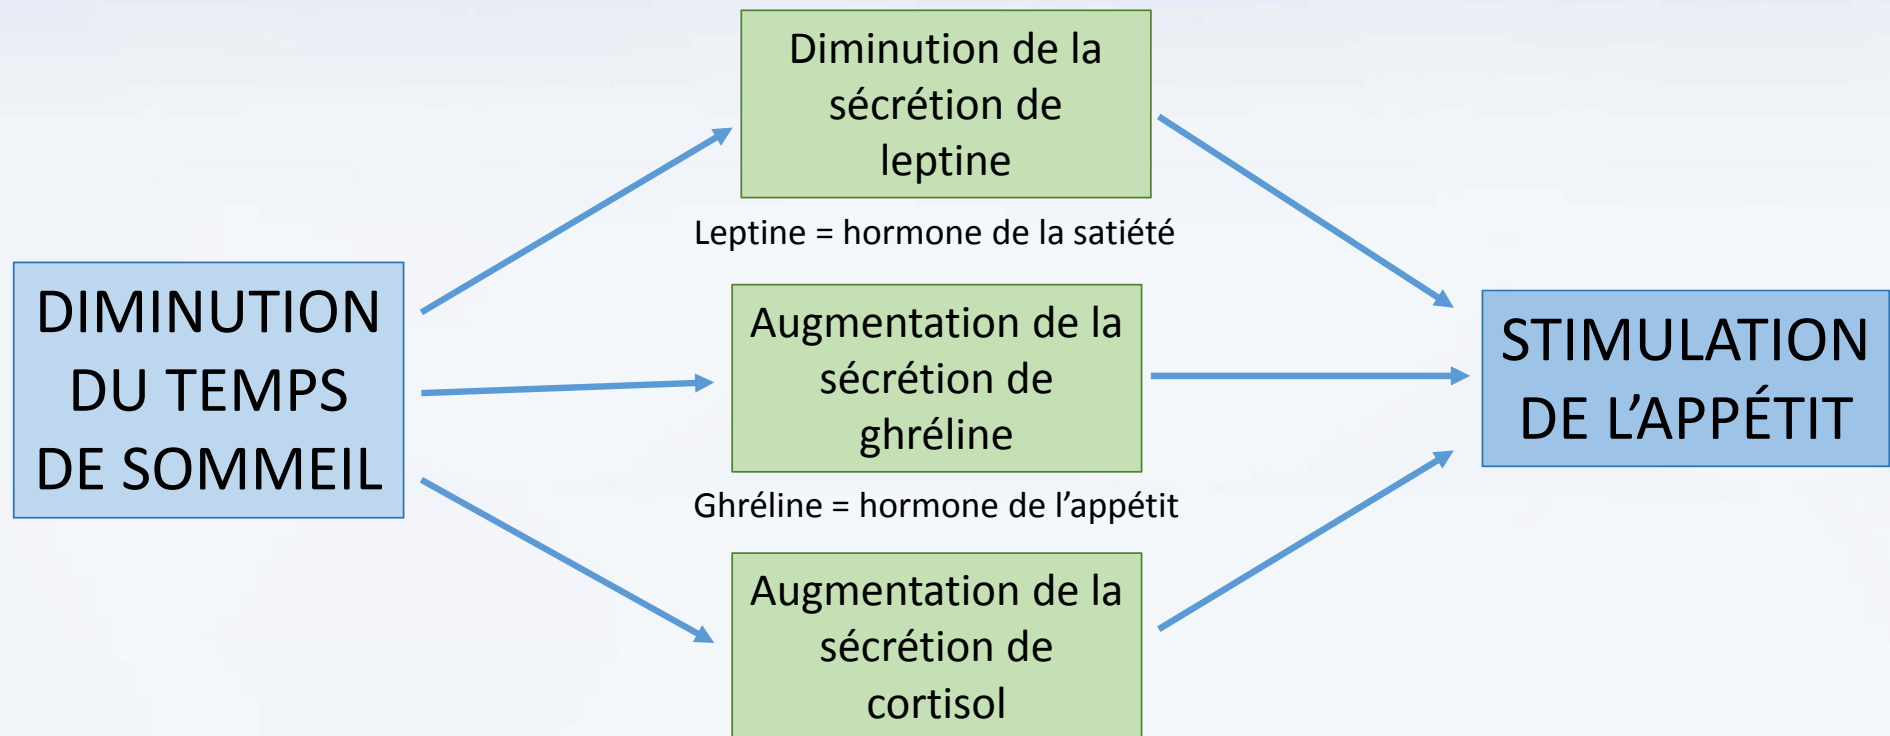 DIMINUTION
DU TEMPS
DE SOMMEIL
Diminution de la
sécrétion de
leptine
Leptine = hormone de la satiété
Augmentation de la
sécrétion de
ghréline
Ghréline = hormone de l’appétit
Augmentation de la
sécrétion de
cortisol
STIMULATION
DE L’APPÉTIT